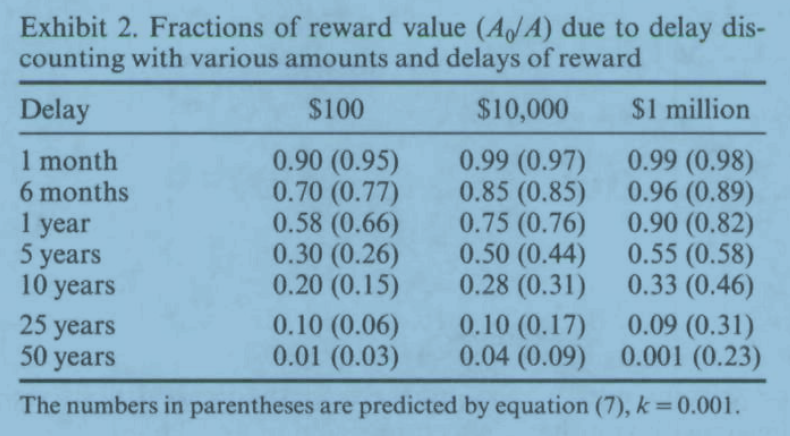 Exhibit 2. Fractions of reward value (A₀/A) due to delay dis-
counting with various amounts and delays of reward
Delay $100 $10,000 $1 million
1 month 0.90 (0.95) 0.99 (0.97) 0.99 (0.98)
6 months 0.70 (0.77) 0.85 (0.85) 0.96 (0.89)
1 year 0.58 (0.66) 0.75 (0.76) 0.90 (0.82)
5 years 0.30 (0.26) 0.50 (0.44) 0.55 (0.58)
10 years 0.20 (0.15) 0.28 (0.31) 0.33 (0.46)
25 years 0.10 (0.06) 0.10 (0.17) 0.09 (0.31)
50 years 0.01 (0.03) 0.04 (0.09) 0.001 (0.23)
The numbers in parentheses are predicted by equation (7), k = 0.001.